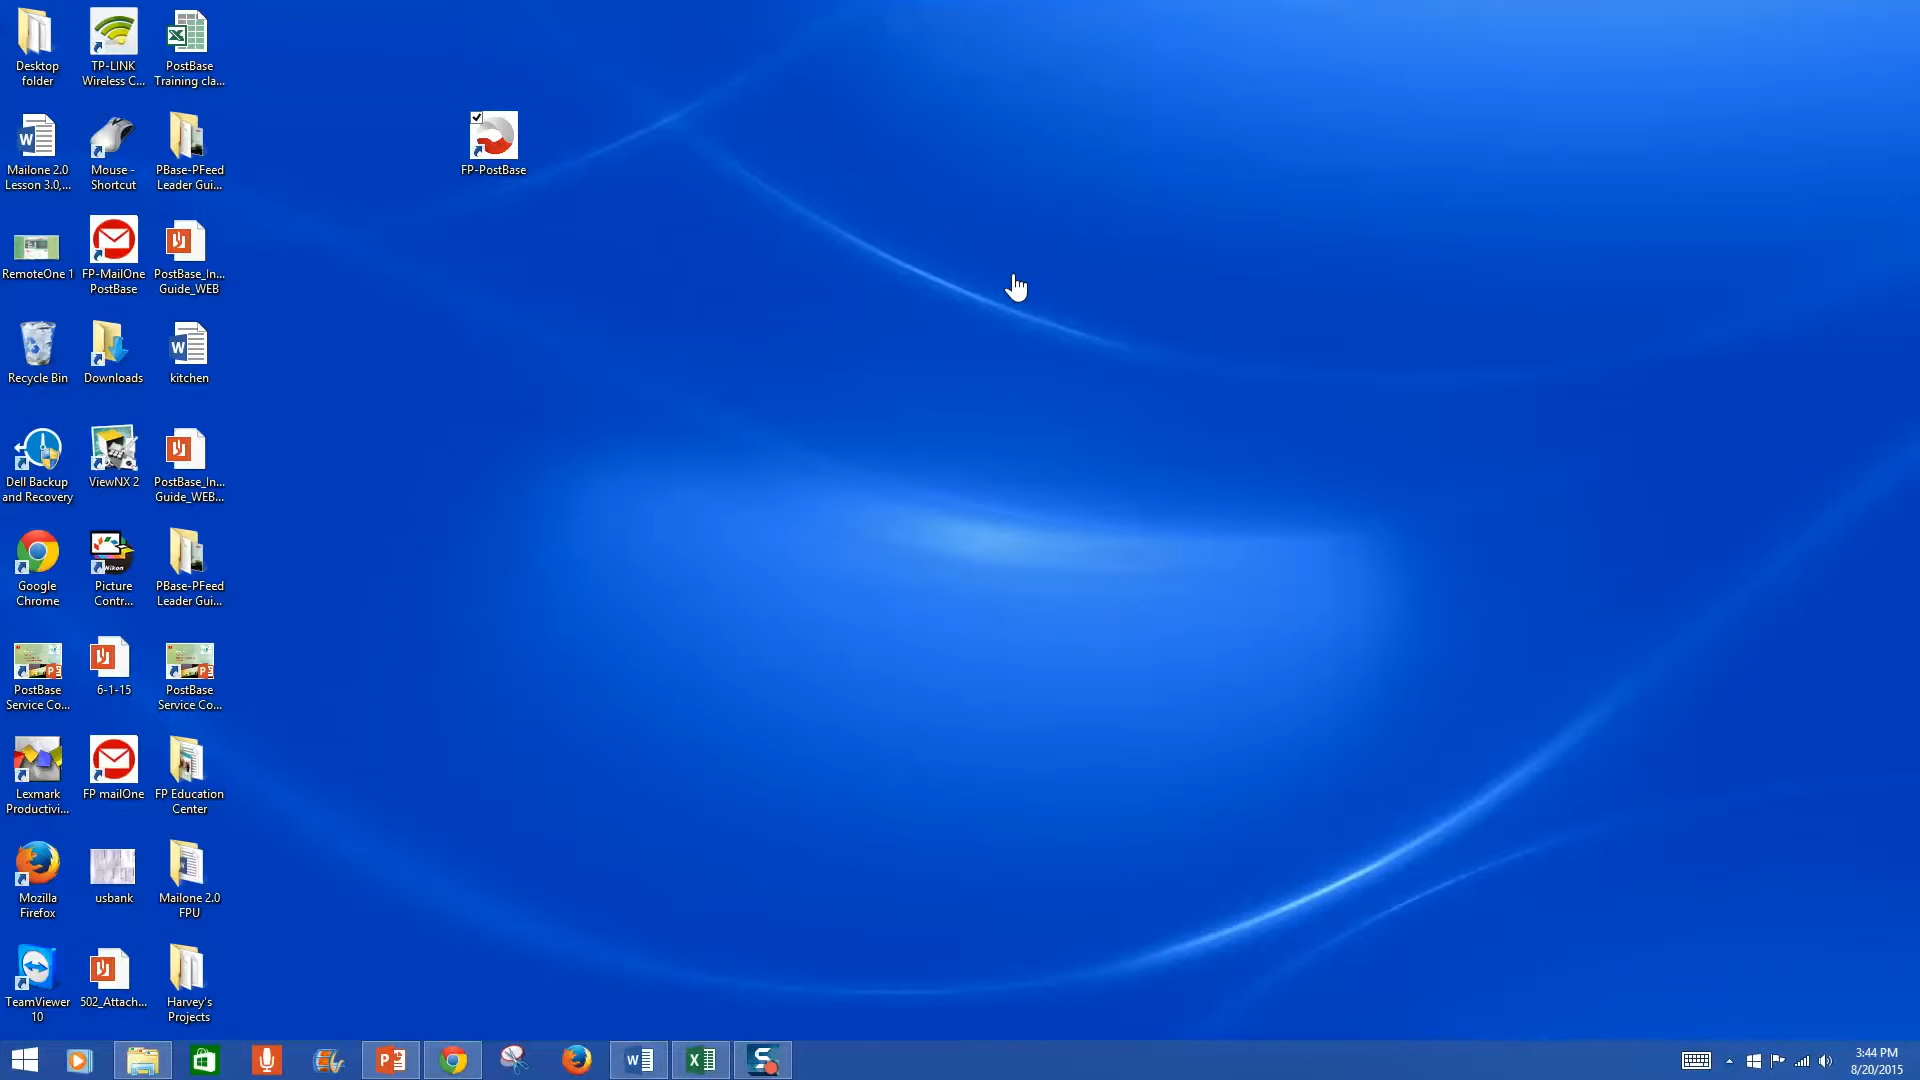 Desktop
folder
TP-LINK
Wireless C...
PostBase
Training cla...
Mailone 2.0
Lesson 3.0,...
Mouse -
Shortcut
PBase-PFeed
Leader Gui...
FP-PostBase
RemoteOne 1
FP-MailOne
PostBase
PostBase_In...
Guide_WEB
Recycle Bin
Downloads
kitchen
Dell Backup
and Recovery
ViewNX 2
PostBase_In...
Guide_WEB...
Google
Chrome
Picture
Contr...
PBase-PFeed
Leader Gui...
PostBase
Service Co...
6-1-15
PostBase
Service Co...
Lexmark
Productivi...
FP mailOne
FP Education
Center
Mozilla
Firefox
usbank
Mailone 2.0
FPU
TeamViewer
10
502_Attach...
Harvey's
Projects
3:44 PM
8/20/2015